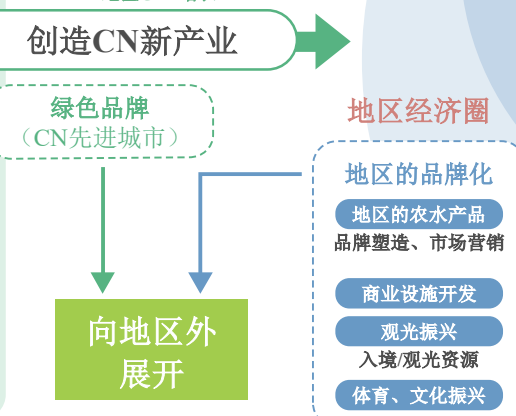 创造CN新产业
绿色品牌
（CN先进城市）
地区经济圈
地区的品牌化
地区的农水产品
品牌塑造、市场营销
商业设施开发
观光振兴
入境/观光资源
体育、文化振兴
向地区外
展开